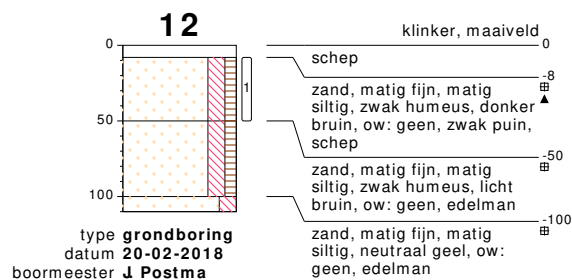 12
klinker, maaiveld
0
0
schep
-8
zand, matig fijn, matig
siltig, zwak humeus, donker
bruin, ow: geen, zwak puin,
schep
1
50
-50
zand, matig fijn, matig
siltig, zwak humeus, licht
bruin, ow: geen, edelman
100
-100
zand, matig fijn, matig
siltig, neutraal geel, ow:
geen, edelman
type grondboring
datum 20-02-2018
boormeester J. Postma